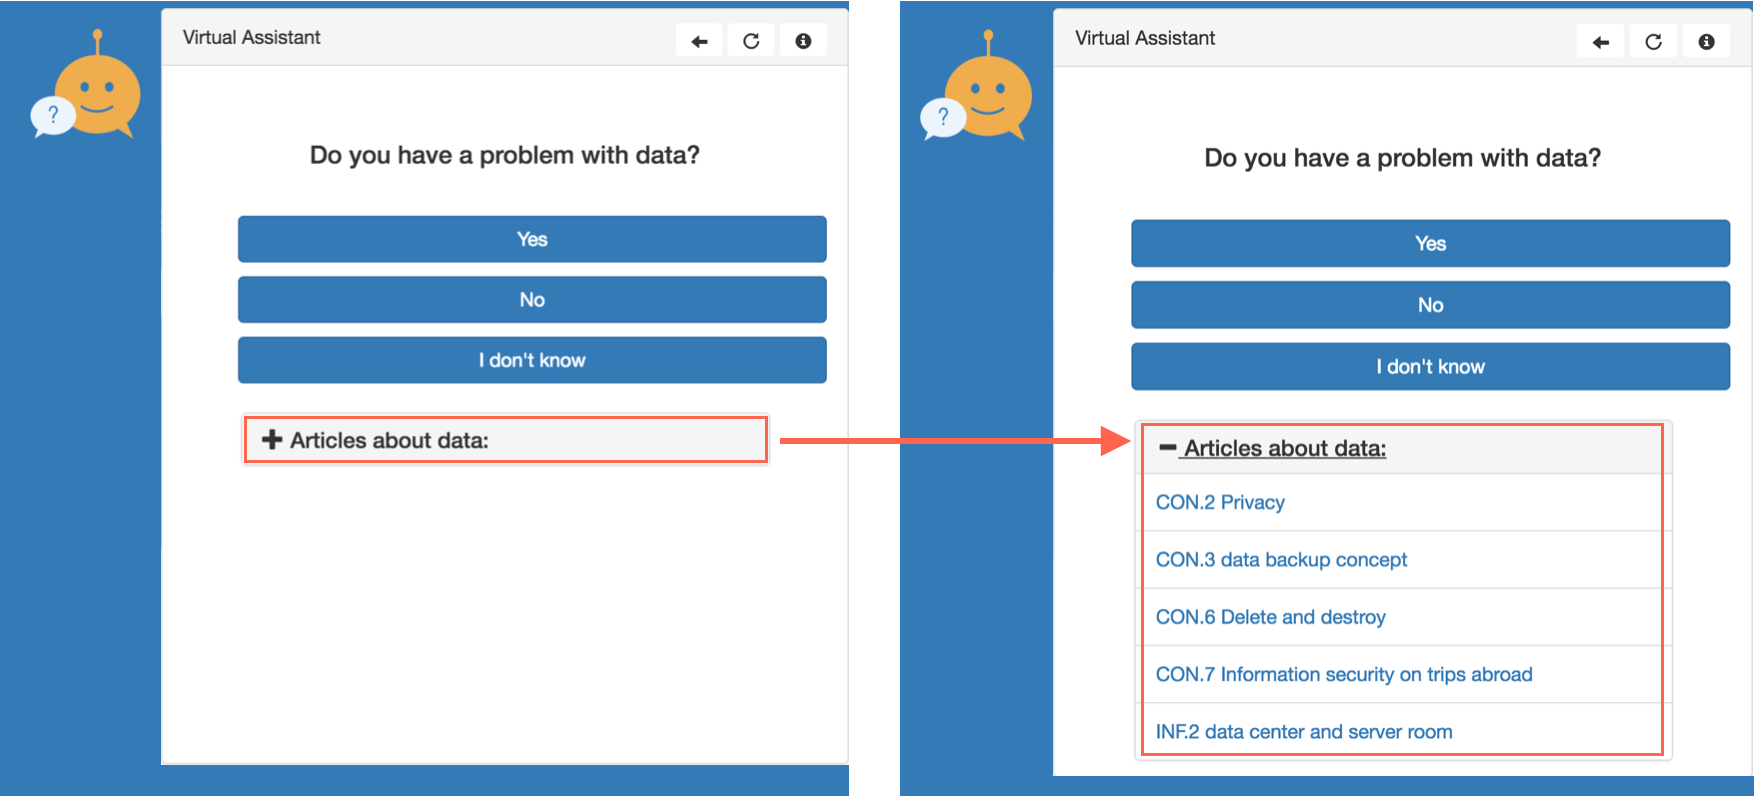 Virtual Assistant
?
Do you have a problem with data?
Yes
No
I don't know
Articles about data:
Virtual Assistant
?
Do you have a problem with data?
Yes
No
I don't know
Articles about data:
CON.2 Privacy
CON.3 data backup concept
CON.6 Delete and destroy
CON.7 Information security on trips abroad
INF.2 data center and server room